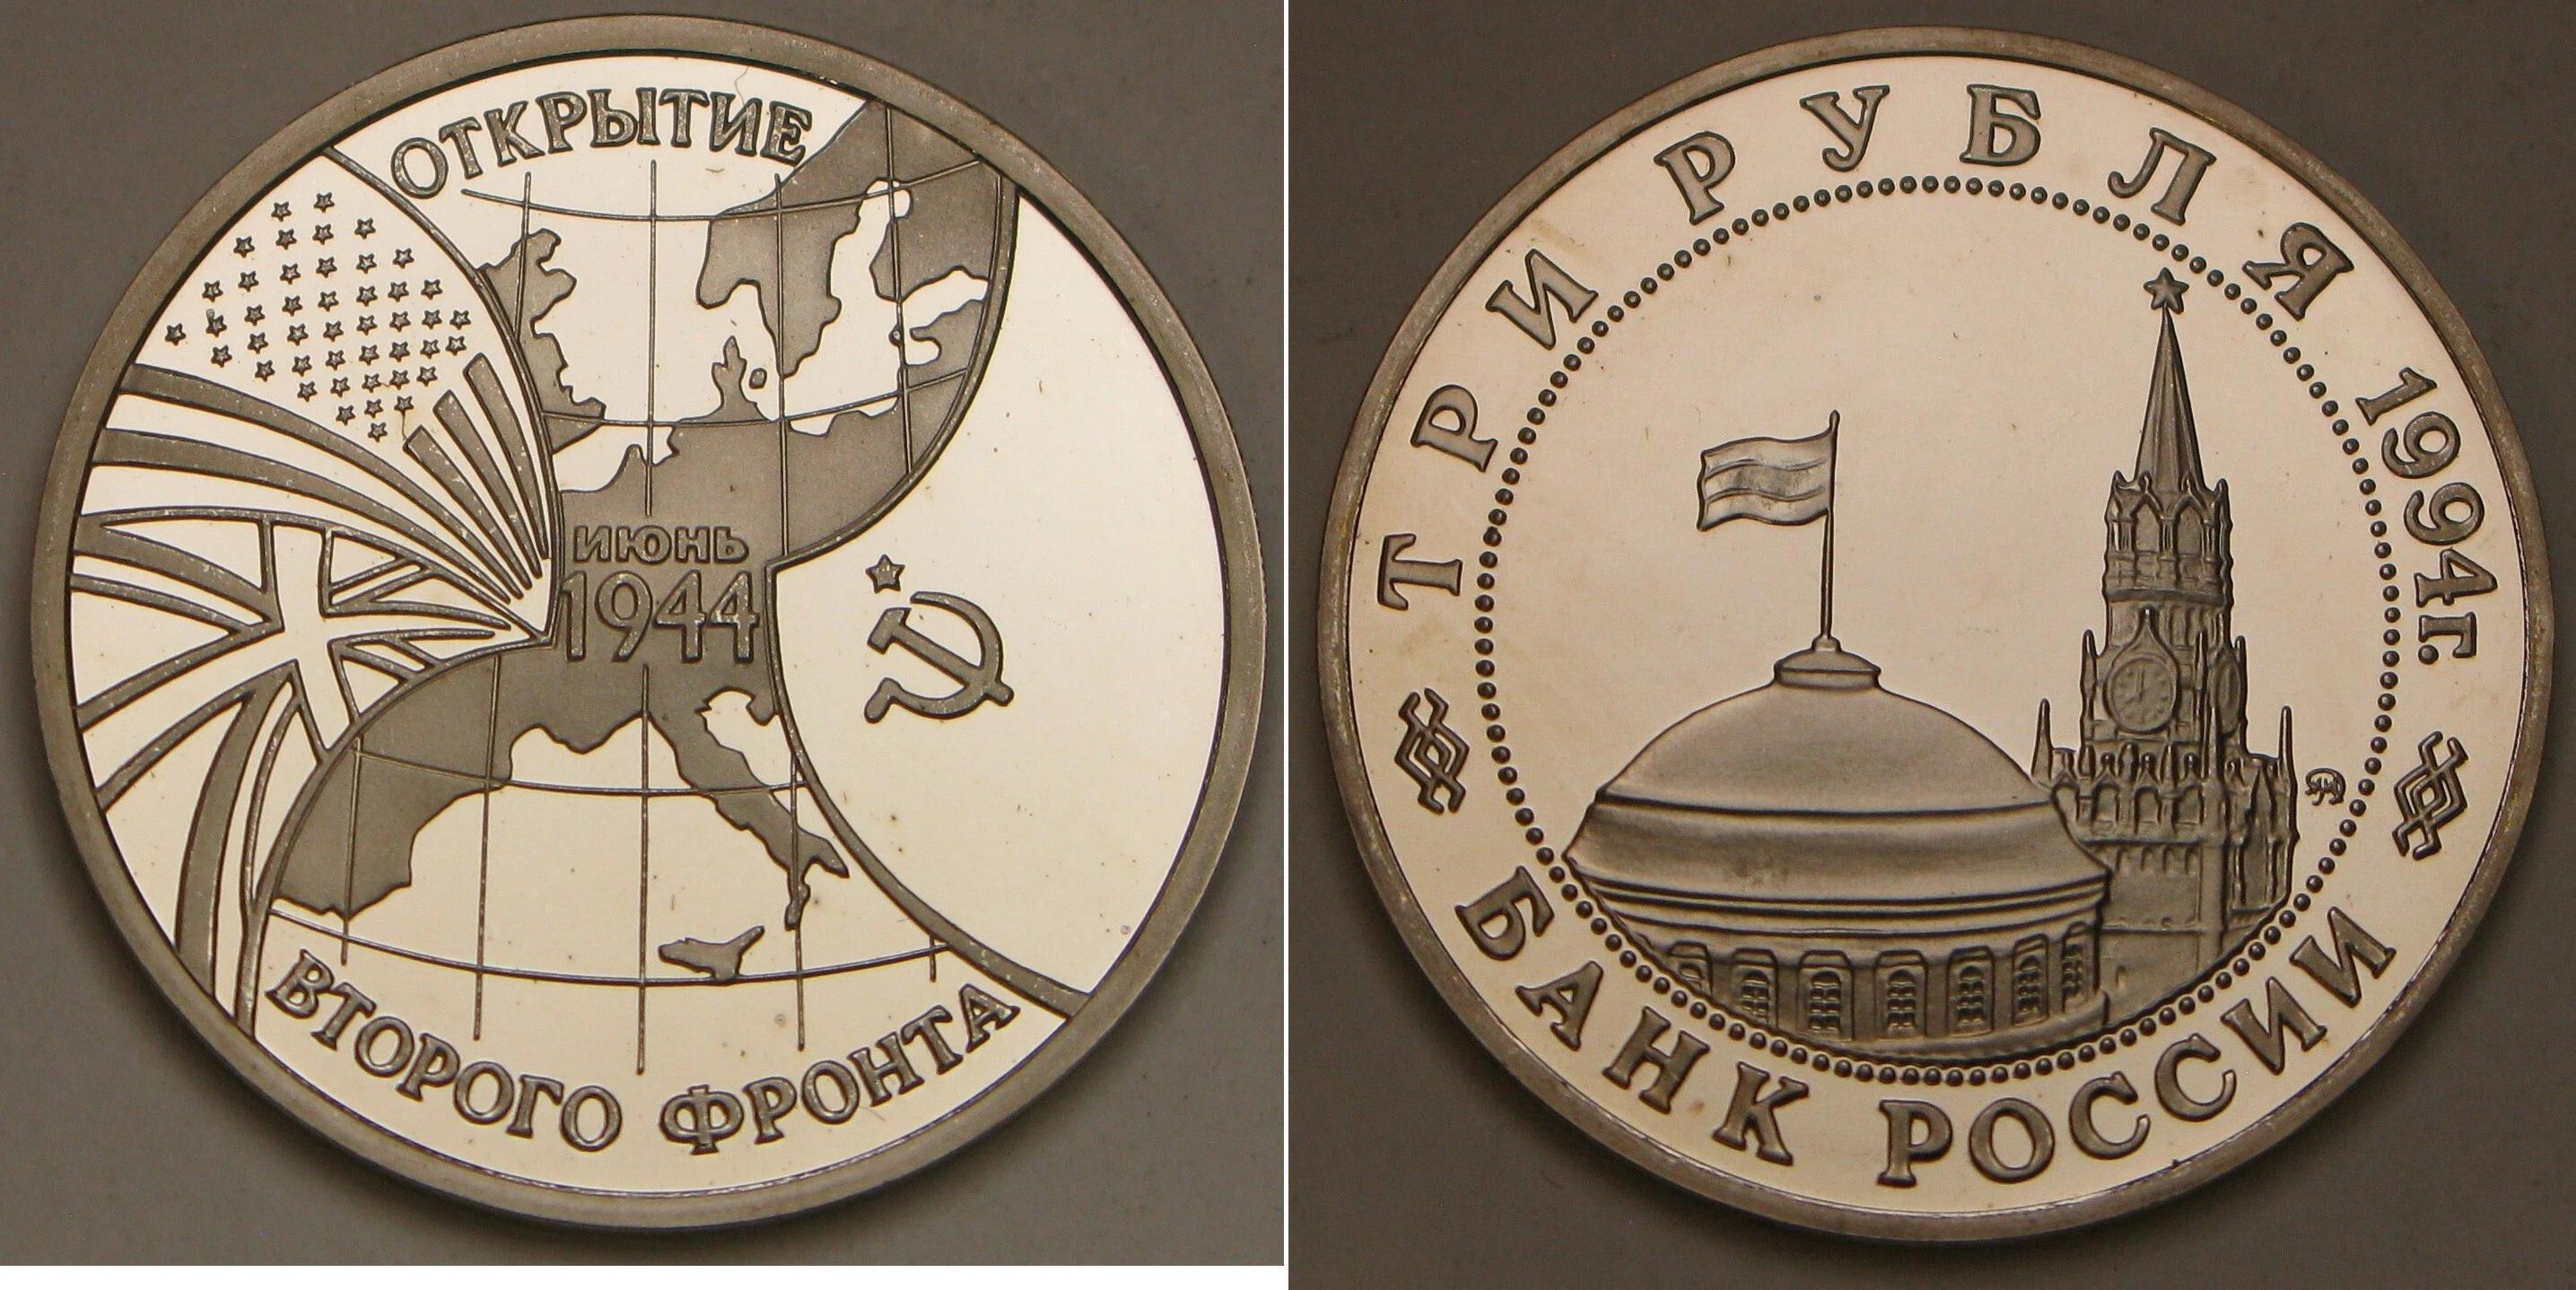 ОТКРЫТИЕ
ИЮНЬ
1944
ВТОРОГО ФРОНТА
ТРИ РУБЛЯ 1994г.
БАНК РОССИИ